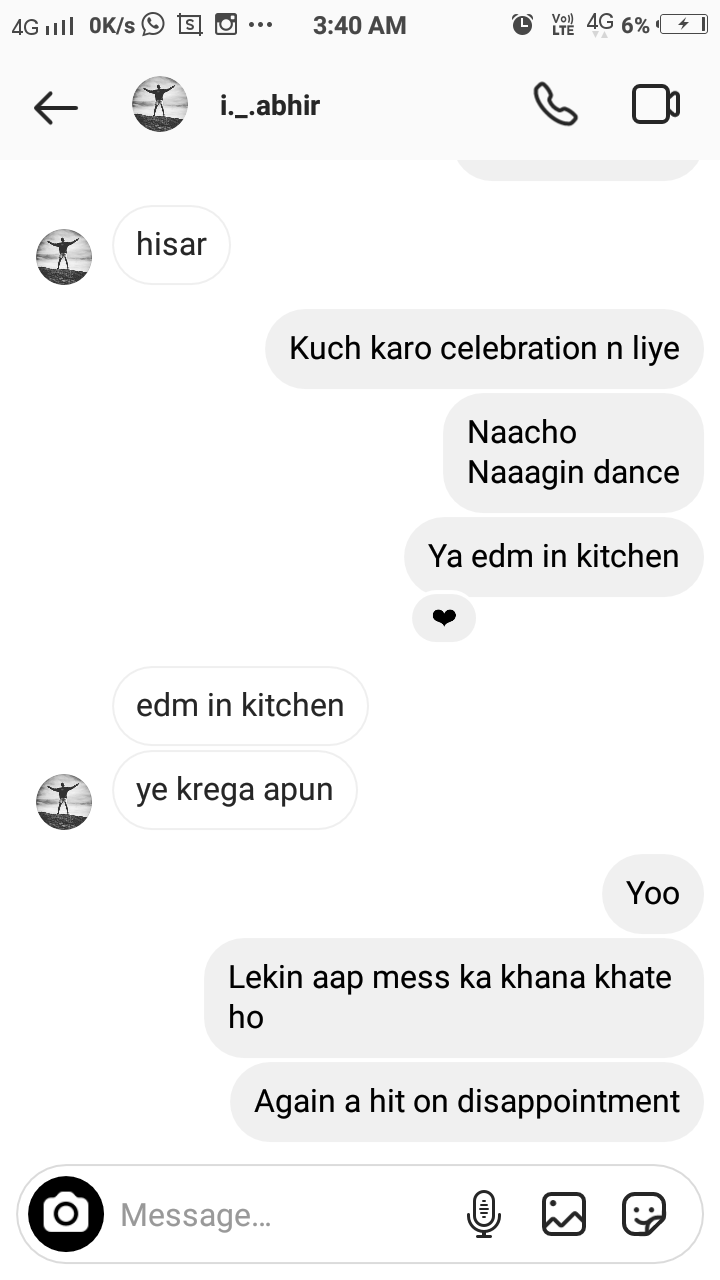 4G 0K/s S 3:40 AM Vo)) LTE 4G 6%
i._.abhir
hisar
Kuch karo celebration n liye
Naacho
Naaagin dance
Ya edm in kitchen
edm in kitchen
ye krega apun
Yoo
Lekin aap mess ka khana khate
ho
Again a hit on disappointment
Message...